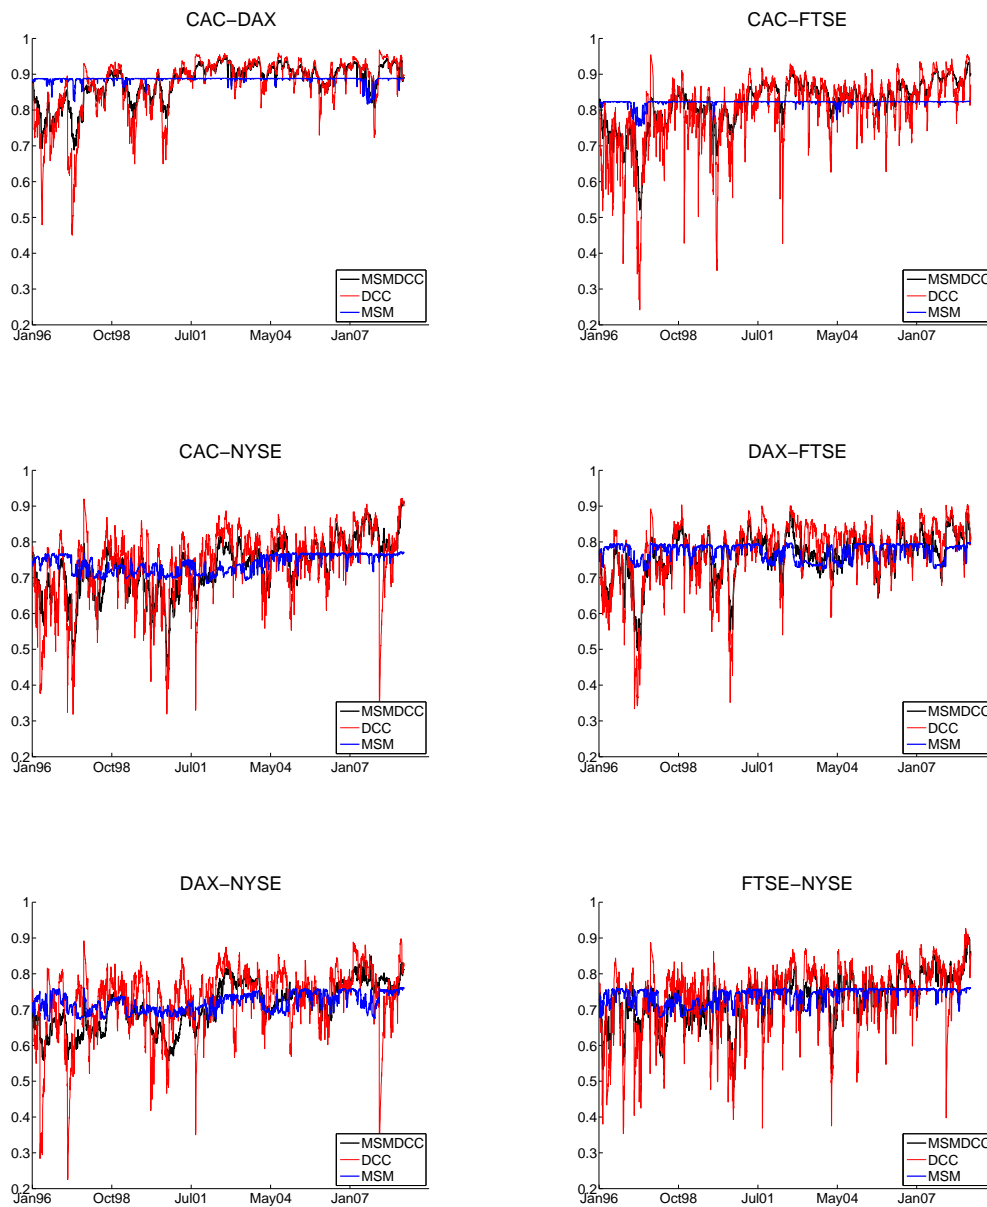 CAC−DAX
1
0.9
0.8
0.7
0.6
0.5
0.4
0.3
0.2
Jan96
Oct98
Jul01
May04
Jan07
MSMDCC
DCC
MSM
CAC−FTSE
1
0.9
0.8
0.7
0.6
0.5
0.4
0.3
0.2
Jan96
Oct98
Jul01
May04
Jan07
MSMDCC
DCC
MSM
CAC−NYSE
1
0.9
0.8
0.7
0.6
0.5
0.4
0.3
0.2
Jan96
Oct98
Jul01
May04
Jan07
MSMDCC
DCC
MSM
DAX−FTSE
1
0.9
0.8
0.7
0.6
0.5
0.4
0.3
0.2
Jan96
Oct98
Jul01
May04
Jan07
MSMDCC
DCC
MSM
DAX−NYSE
1
0.9
0.8
0.7
0.6
0.5
0.4
0.3
0.2
Jan96
Oct98
Jul01
May04
Jan07
MSMDCC
DCC
MSM
FTSE−NYSE
1
0.9
0.8
0.7
0.6
0.5
0.4
0.3
0.2
Jan96
Oct98
Jul01
May04
Jan07
MSMDCC
DCC
MSM